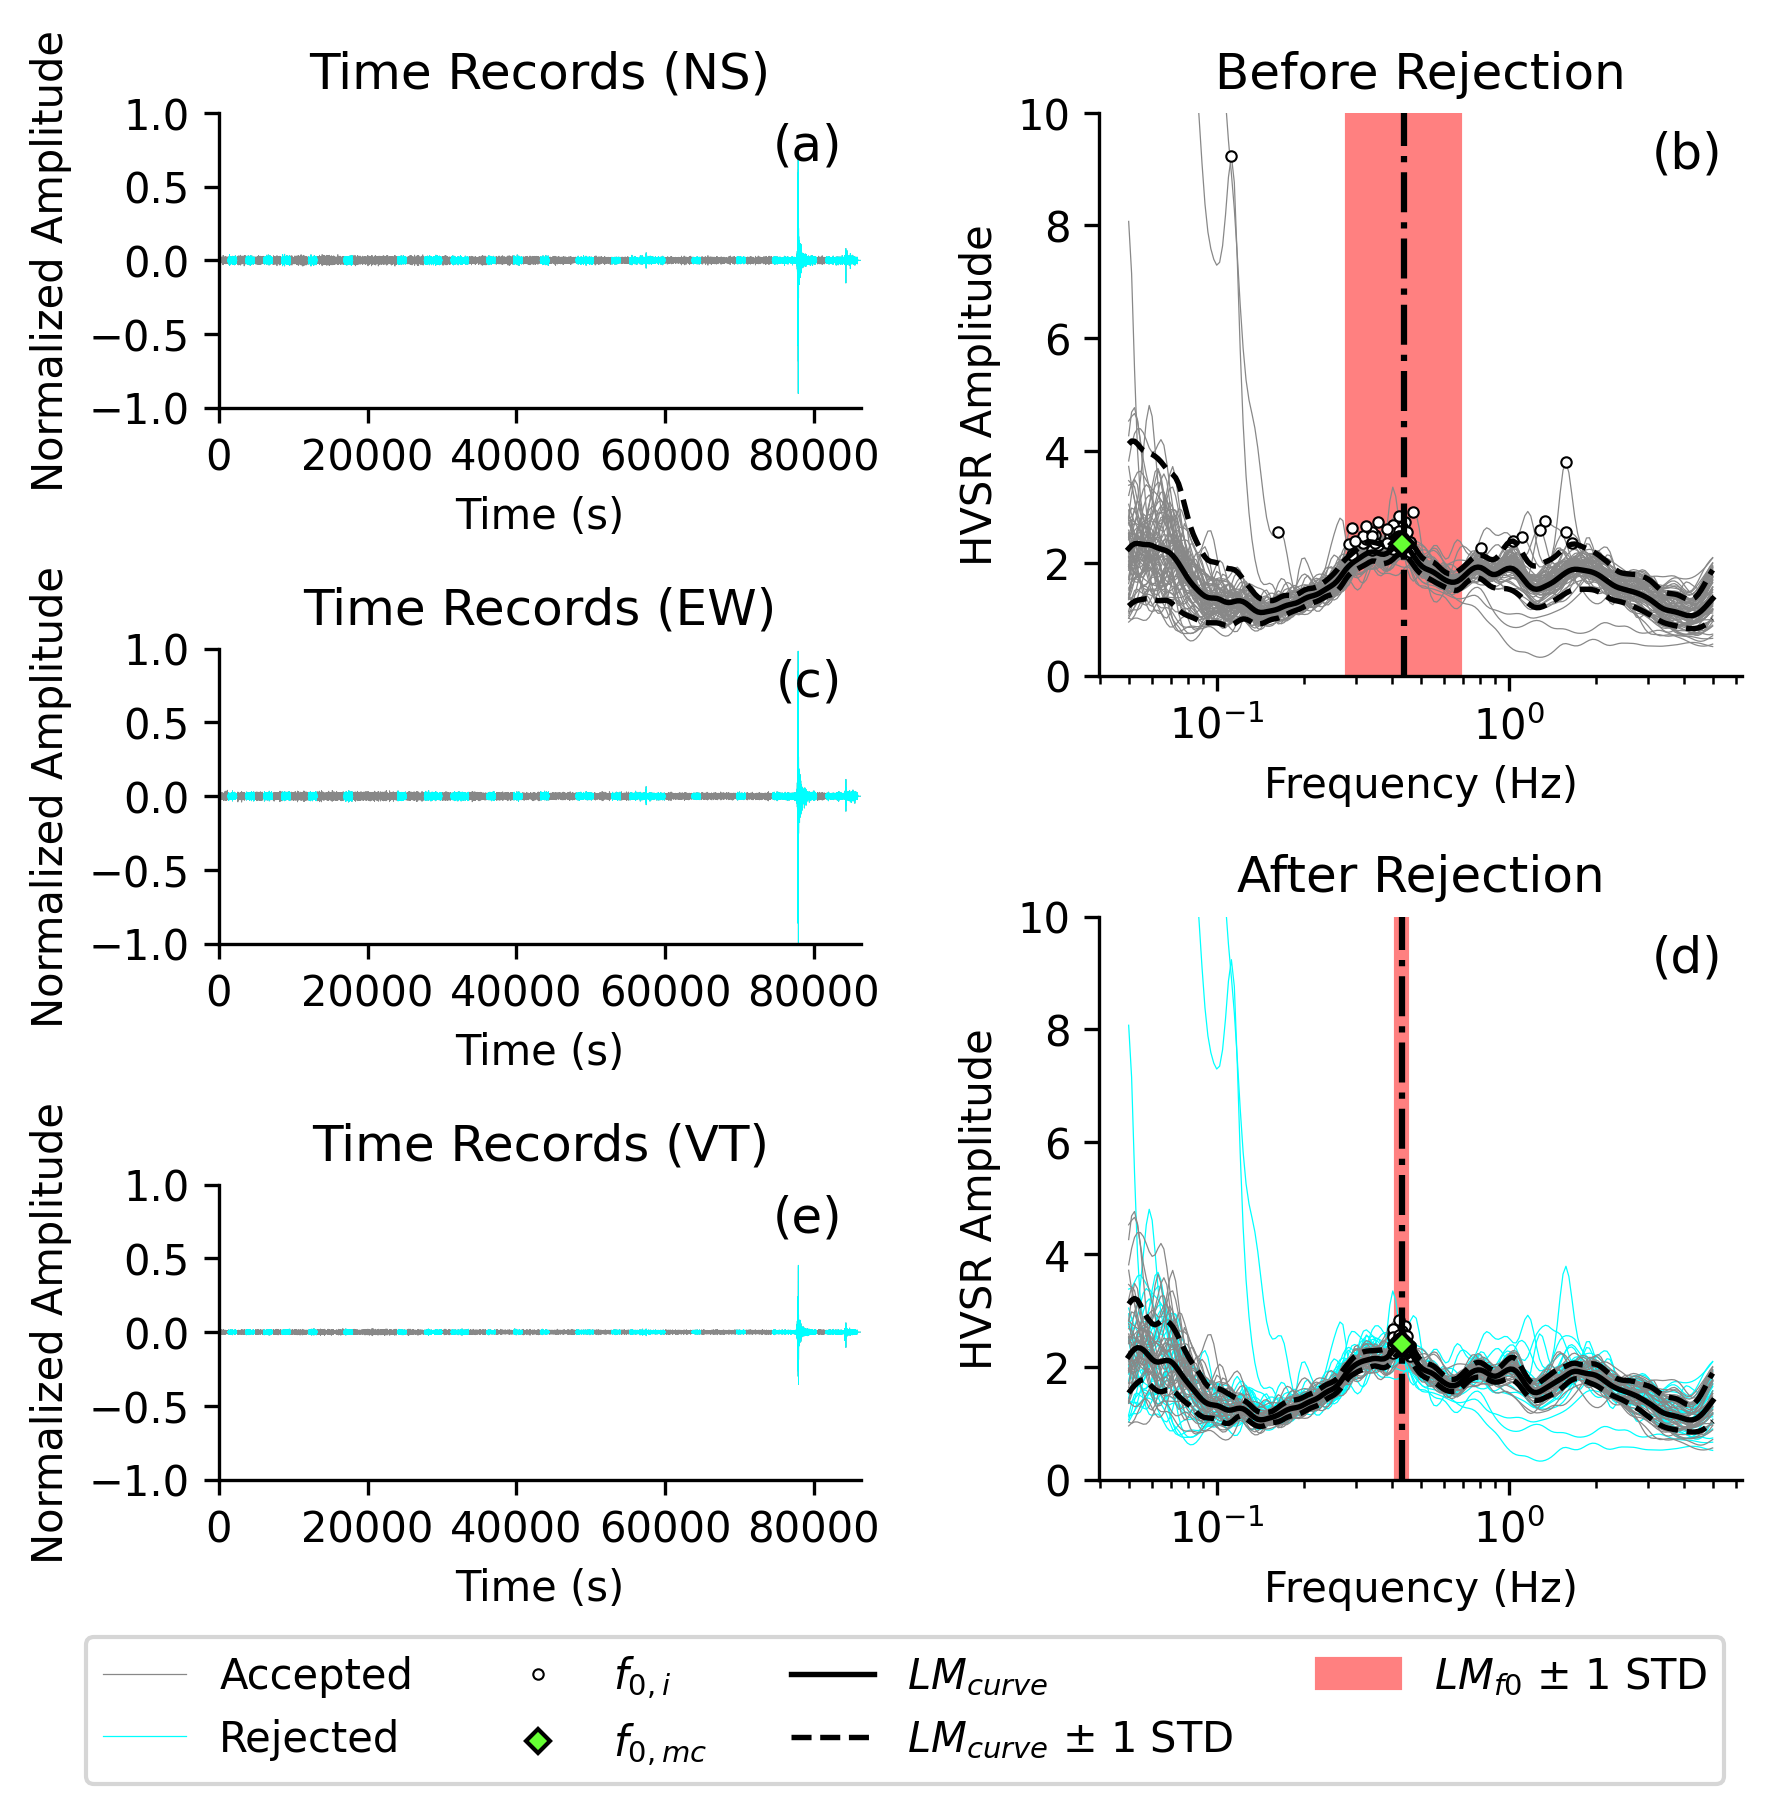 Time Records (NS)
(a)
Normalized Amplitude
1.0
0.5
0.0
−0.5
−1.0
0 20000 40000 60000 80000
Time (s)
Before Rejection
(b)
HVSR Amplitude
10
8
6
4
2
0
10⁻¹ 10⁰
Frequency (Hz)
Time Records (EW)
(c)
Normalized Amplitude
1.0
0.5
0.0
−0.5
−1.0
0 20000 40000 60000 80000
Time (s)
After Rejection
(d)
HVSR Amplitude
10
8
6
4
2
0
10⁻¹ 10⁰
Frequency (Hz)
Time Records (VT)
(e)
Normalized Amplitude
1.0
0.5
0.0
−0.5
−1.0
0 20000 40000 60000 80000
Time (s)
Accepted
Rejected
f0,i
f0,mc
LMcurve
LMcurve ± 1 STD
LMf0 ± 1 STD